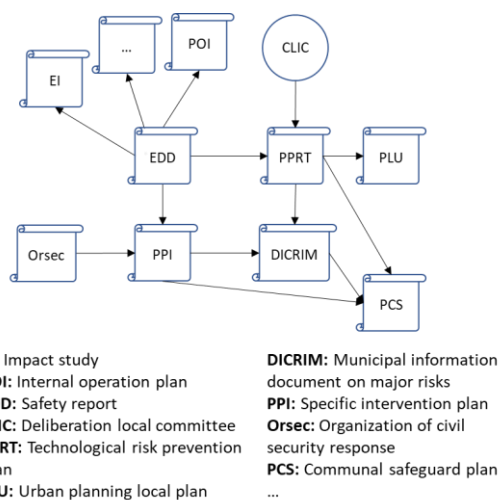 ...
POI
CLIC
EI
EDD
PPRT
PLU
Orsec
PPI
DICRIM
PCS
Impact study
I: Internal operation plan
D: Safety report
IC: Deliberation local committee
RT: Technological risk prevention
an
U: Urban planning local plan
DICRIM: Municipal information
document on major risks
PPI: Specific intervention plan
Orsec: Organization of civil
security response
PCS: Communal safeguard plan
...